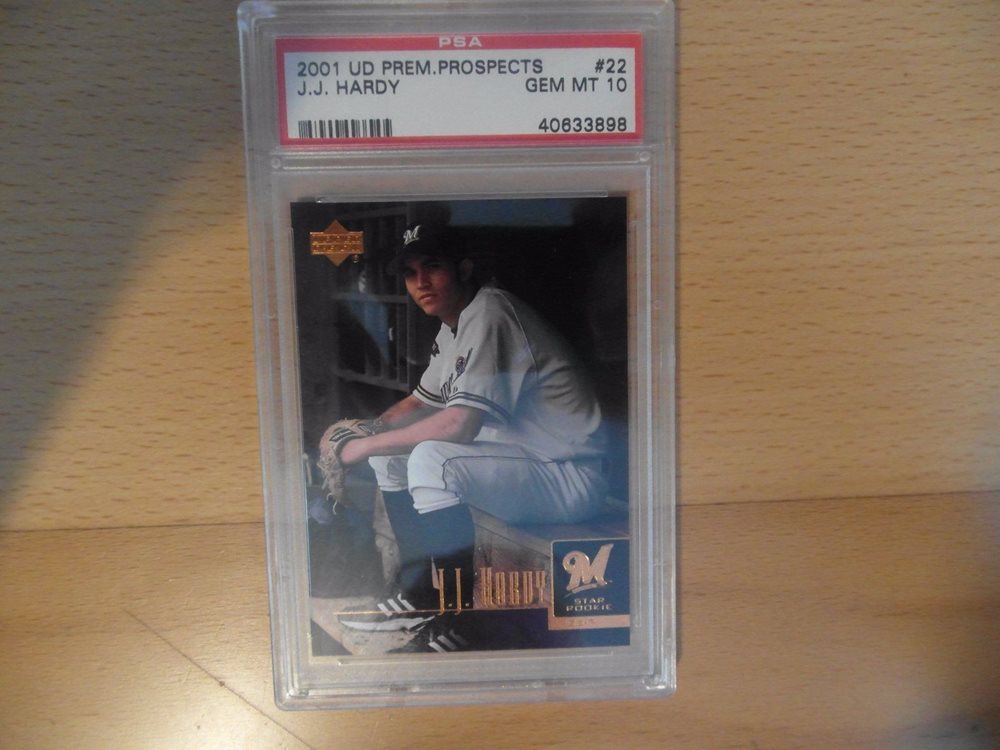 PSA
2001 UD PREM.PROSPECTS #22
J.J. HARDY GEM MT 10
40633898
M
J.J. HARDY
M
STAR
ROOKIE